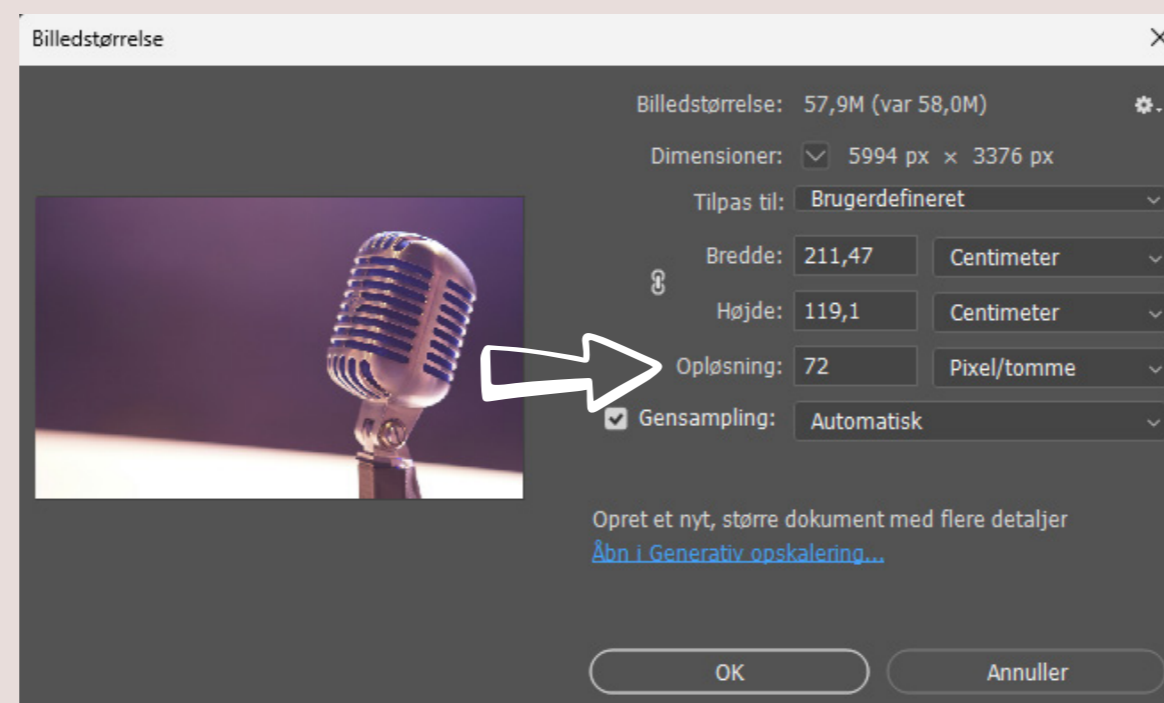 Billedstørrelse
Billedstørrelse: 57,9M (var 58,0M)
Dimensioner: 5994 px × 3376 px
Tilpas til: Brugerdefineret
Bredde: 211,47 Centimeter
Højde: 119,1 Centimeter
Opløsning: 72 Pixel/tomme
Gensampling: Automatisk
Opret et nyt, større dokument med flere detaljer
Åbn i Generativ opskalering...
OK Annuller